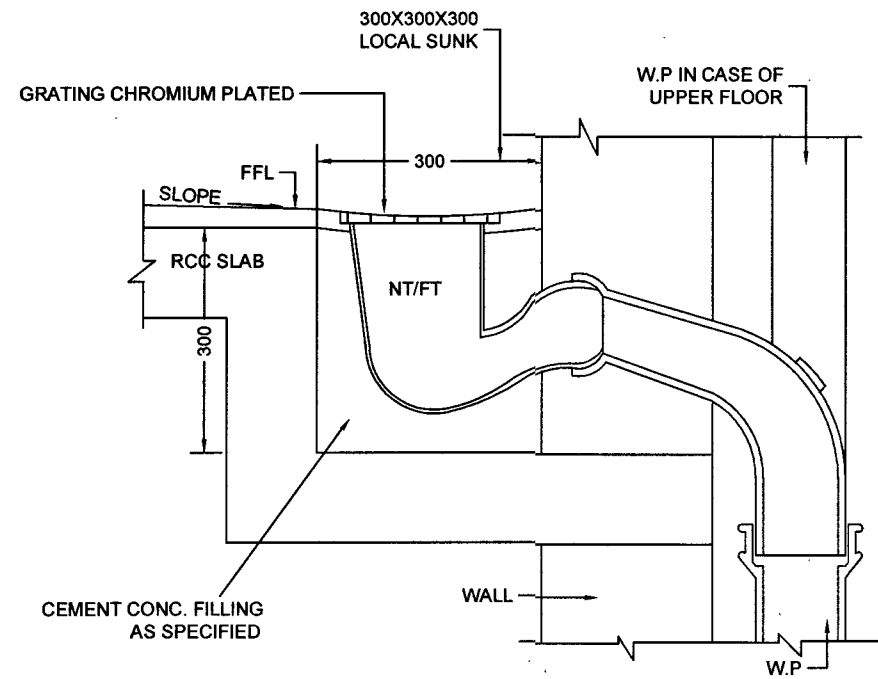 300X300X300
LOCAL SUNK
W.P IN CASE OF
UPPER FLOOR
GRATING CHROMIUM PLATED
300
FFL
SLOPE
RCC SLAB
NT/FT
300
CEMENT CONC. FILLING
AS SPECIFIED
WALL
W.P